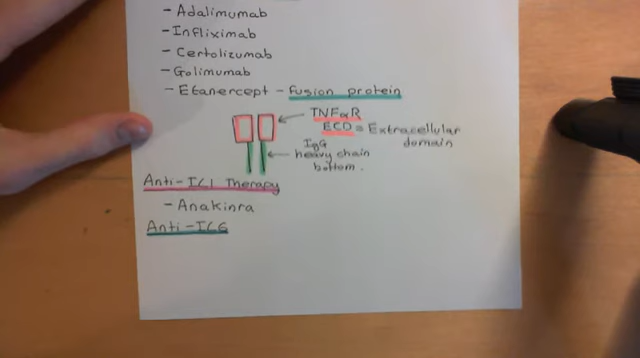 - Adalimumab
- Infliximab
- Certolizumab
- Golimumab
- Etanercept - fusion protein
TNFαR
ECD = Extracellular domain
IgG
heavy chain
bottom.
Anti-IL1 Therapy
- Anakinra
Anti-IL6